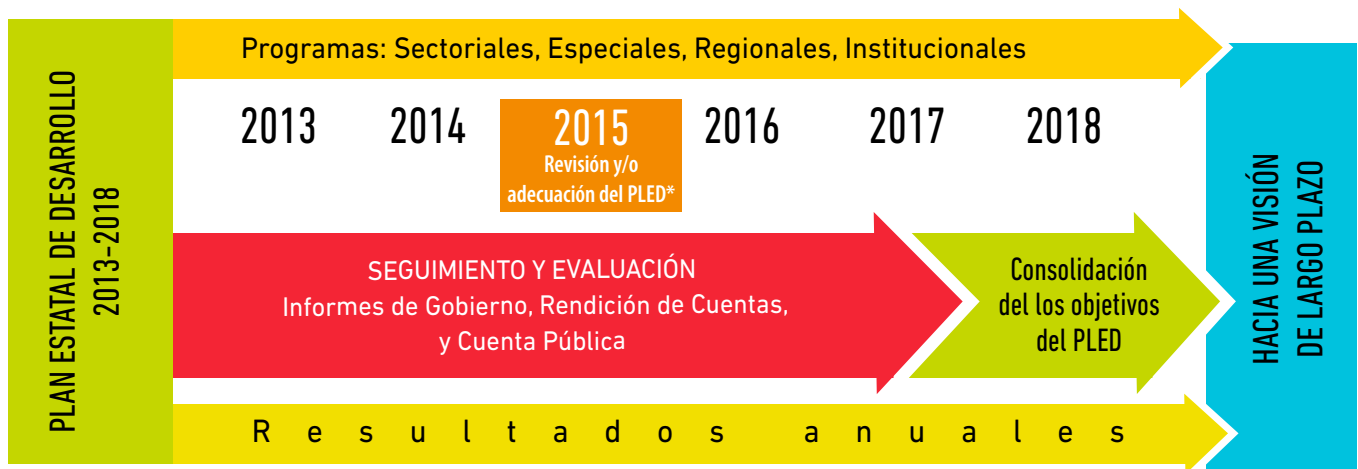 PLAN ESTATAL DE DESARROLLO
2013-2018
Programas: Sectoriales, Especiales, Regionales, Institucionales
2013
2014
2015
Revisión y/o
adecuación del PLED*
2016
2017
2018
SEGUIMIENTO Y EVALUACIÓN
Informes de Gobierno, Rendición de Cuentas,
y Cuenta Pública
Consolidación
del los objetivos
del PLED
Resultados anuales
HACIA UNA VISIÓN
DE LARGO PLAZO